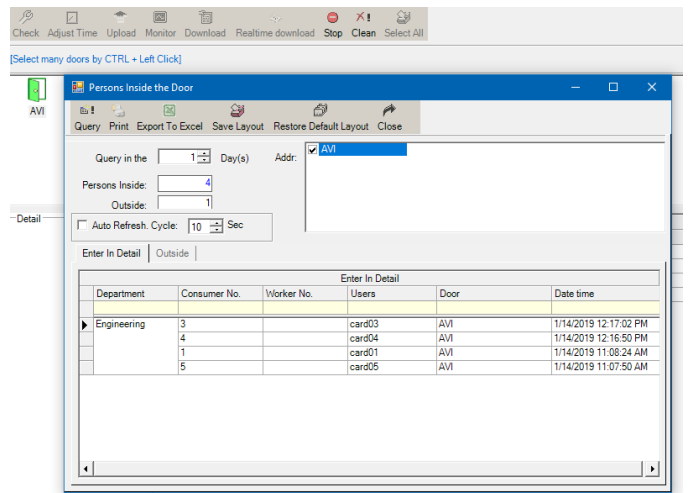 Check Adjust Time Upload Monitor Download Realtime download Stop Clean Select All
[Select many doors by CTRL + Left Click]
AVI
Persons Inside the Door
Query Print Export To Excel Save Layout Restore Default Layout Close
Query in the 1 Day(s) Addr: AVI
Persons Inside: 4
Outside: 1
Detail
Auto Refresh. Cycle: 10 Sec
Enter In Detail Outside
Enter In Detail
Department Consumer No. Worker No. Users Door Date time
Engineering 3 card03 AVI 1/14/2019 12:17:02 PM
4 card04 AVI 1/14/2019 12:16:50 PM
1 card01 AVI 1/14/2019 11:08:24 AM
5 card05 AVI 1/14/2019 11:07:50 AM